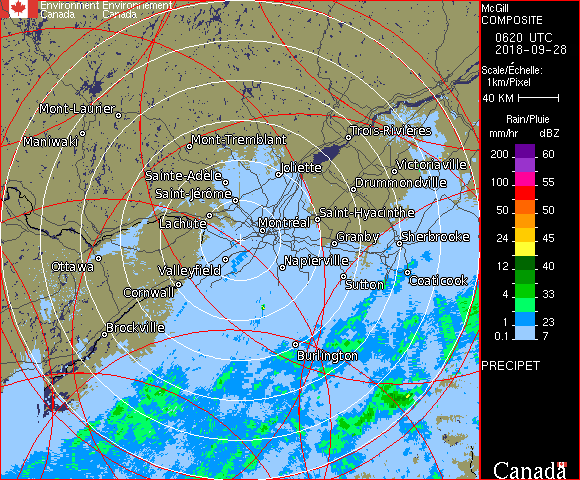 Environment Environnement
Canada Canada
McGill
COMPOSITE
0620 UTC
2018-09-28
Scale/Échelle:
1km/Pixel
40 KM
Rain/Pluie
mm/hr dBZ
200 60
100 55
50 50
24 45
12 40
4 33
1 23
0.1 7
PRECIPET
Canada
Mont-Laurier
Maniwaki
Mont-Tremblant
Trois-Rivières
Joliette
Victoriaville
Sainte-Adèle
Drummondville
Saint-Jérôme
Lachute
Saint-Hyacinthe
Montréal
Granby
Sherbrooke
Ottawa
Valleyfield
Napierville
Coaticook
Cornwall
Sutton
Brockville
Burlington